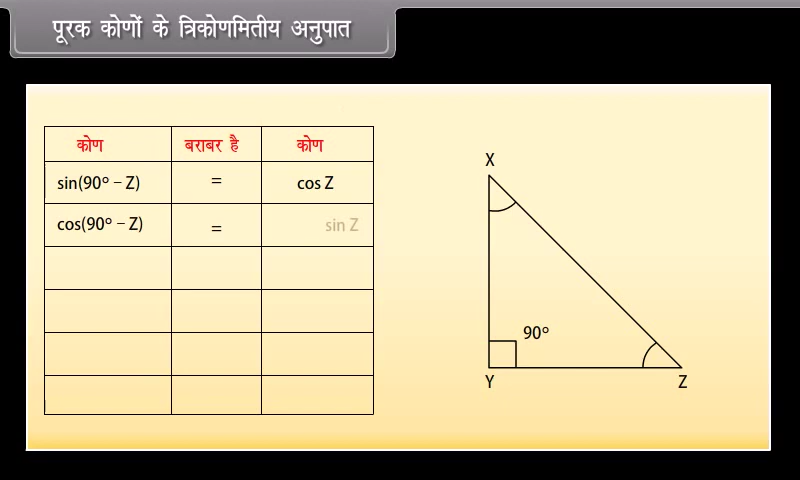 पूरक कोणों के त्रिकोणमितीय अनुपात
कोण बराबर है कोण
sin(90° – Z) = cos Z
cos(90° – Z) = sin Z
X
90°
Y Z